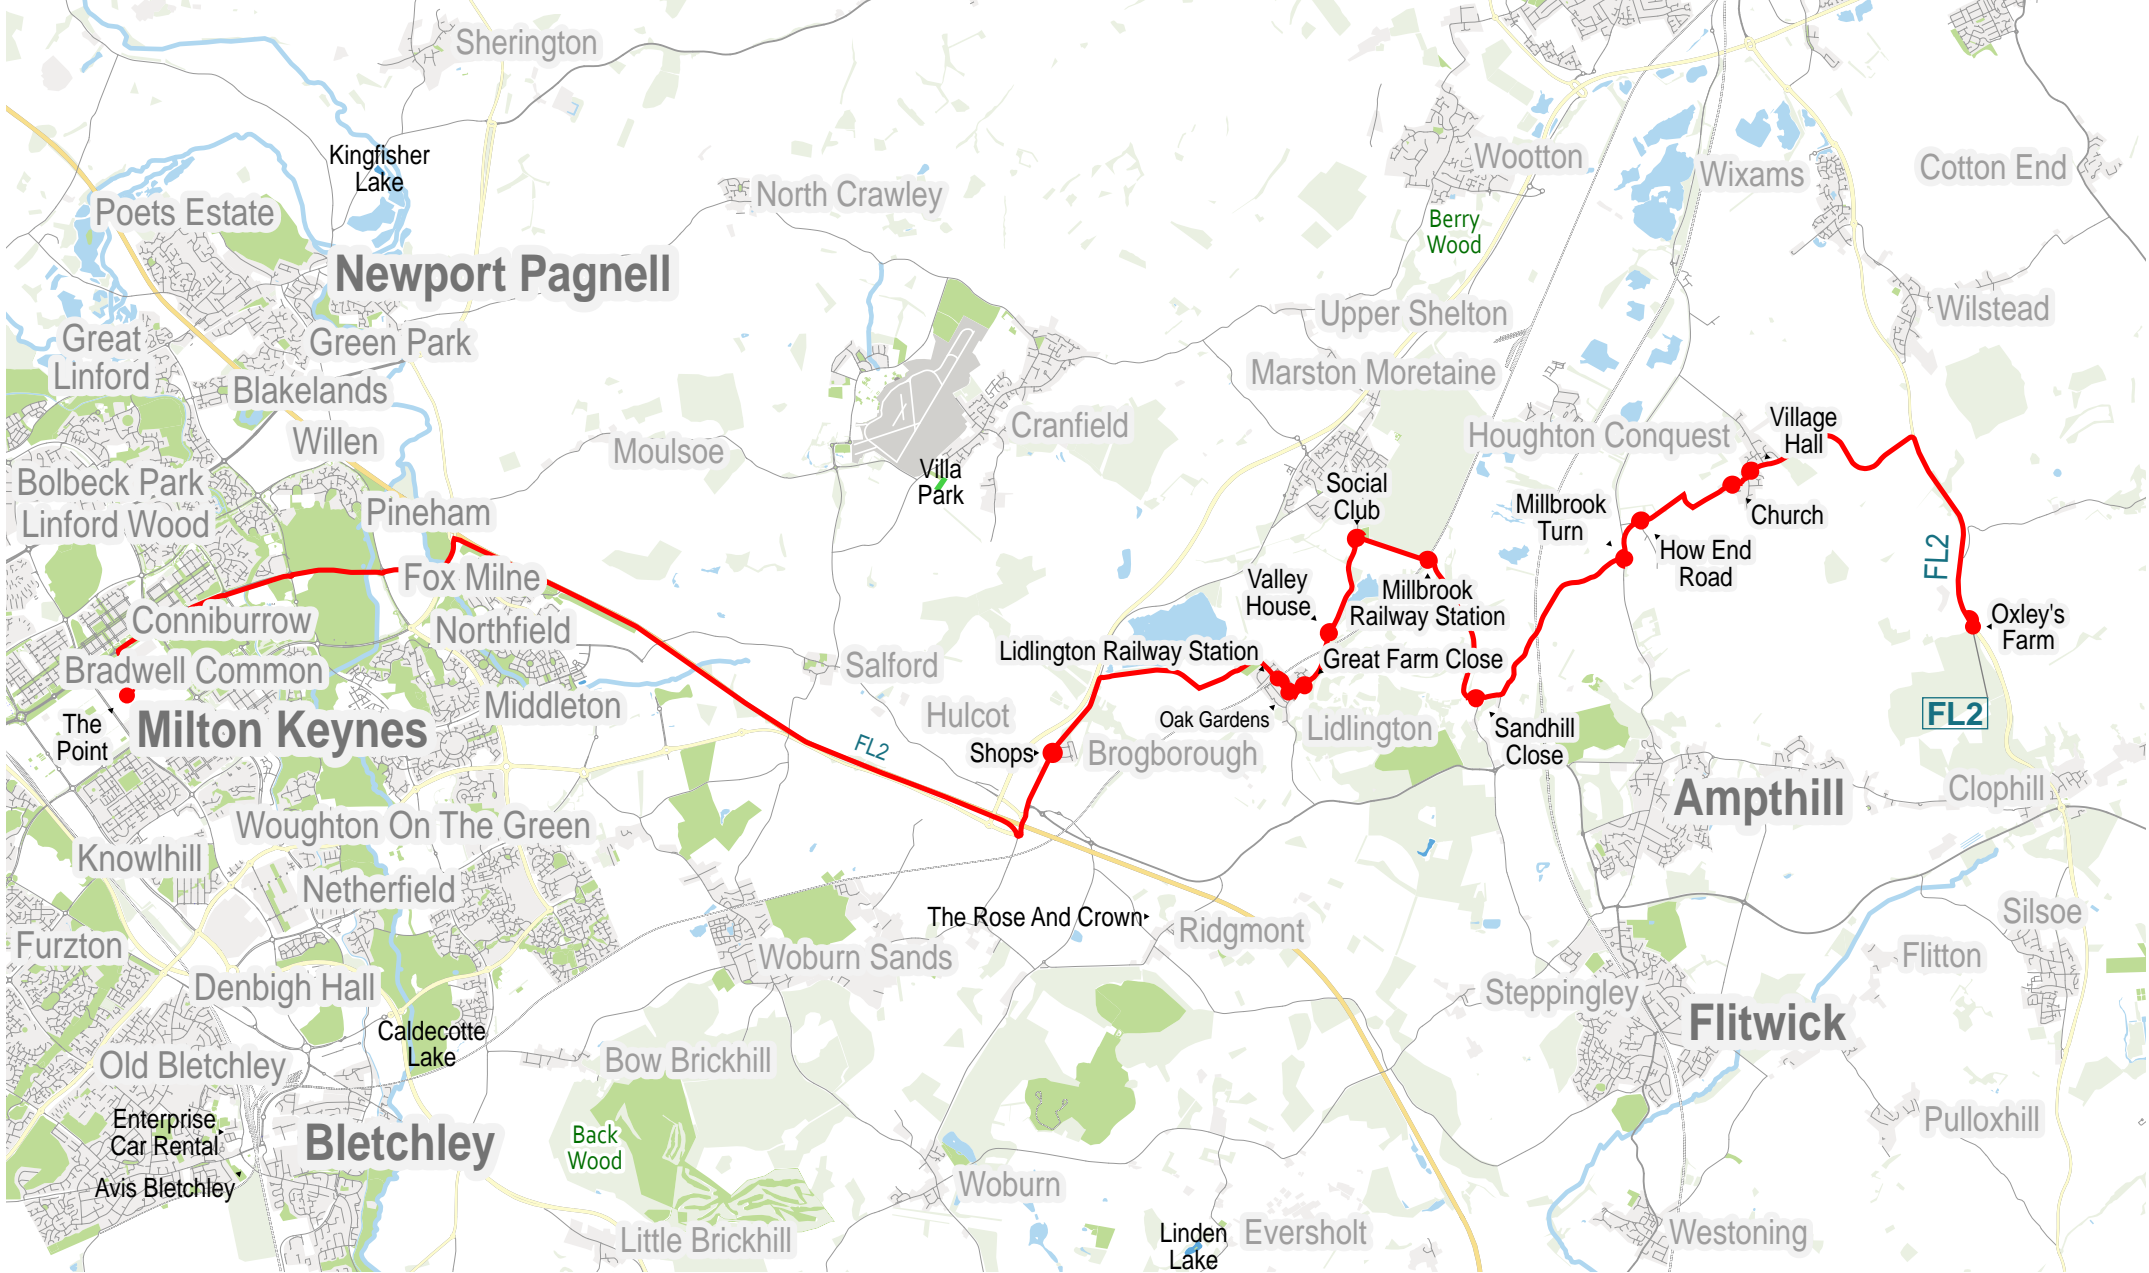 Sherington
Kingfisher
Lake
Poets Estate
North Crawley
Wootton
Wixams
Cotton End
Berry
Wood
Newport Pagnell
Great
Linford
Green Park
Blakelands
Upper Shelton
Wilstead
Marston Moretaine
Willen
Moulsoe
Cranfield
Houghton Conquest
Village
Hall
Bolbeck Park
Villa
Park
Linford Wood
Pineham
Social
Club
Millbrook
Turn
Church
Fox Milne
How End
Road
FL2
Valley
House
Millbrook
Railway Station
Conniburrow
Northfield
Oxley's
Farm
Lidlington Railway Station
Great Farm Close
Bradwell Common
Salford
Middleton
Hulcot
Oak Gardens
Lidlington
FL2
The
Point
Milton Keynes
FL2
Shops
Brogborough
Sandhill
Close
Ampthill
Clophill
Woughton On The Green
Knowlhill
Netherfield
The Rose And Crown
Ridgmont
Silsoe
Furzton
Woburn Sands
Flitton
Denbigh Hall
Steppingley
Flitwick
Caldecotte
Lake
Old Bletchley
Bow Brickhill
Enterprise
Car Rental
Bletchley
Back
Wood
Pulloxhill
Avis Bletchley
Woburn
Little Brickhill
Linden
Lake
Eversholt
Westoning